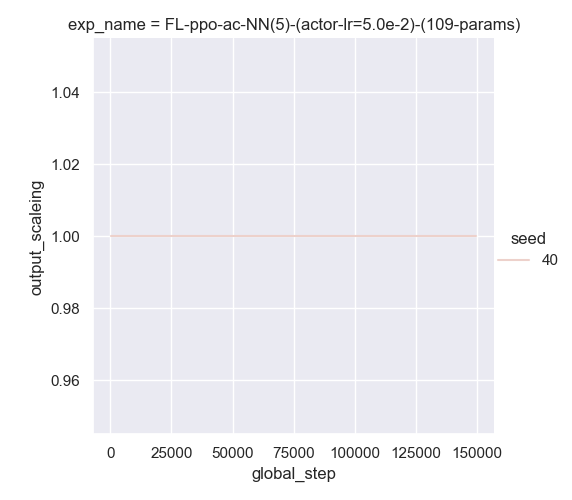 exp_name = FL-ppo-ac-NN(5)-(actor-lr=5.0e-2)-(109-params)
1.04
1.02
1.00
0.98
0.96
output_scaleing
0 25000 50000 75000 100000 125000 150000
global_step
seed
40